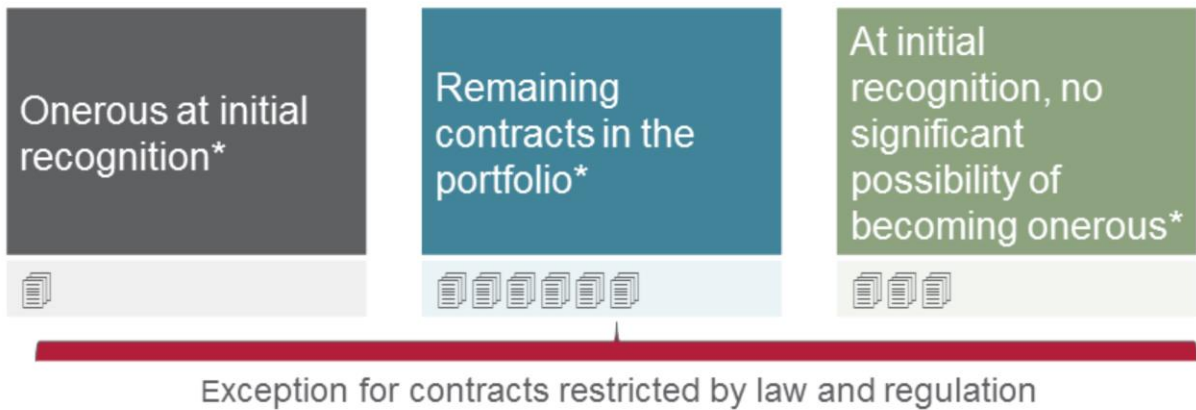 Onerous at initial
recognition*
Remaining
contracts in the
portfolio*
At initial
recognition, no
significant
possibility of
becoming onerous*
Exception for contracts restricted by law and regulation